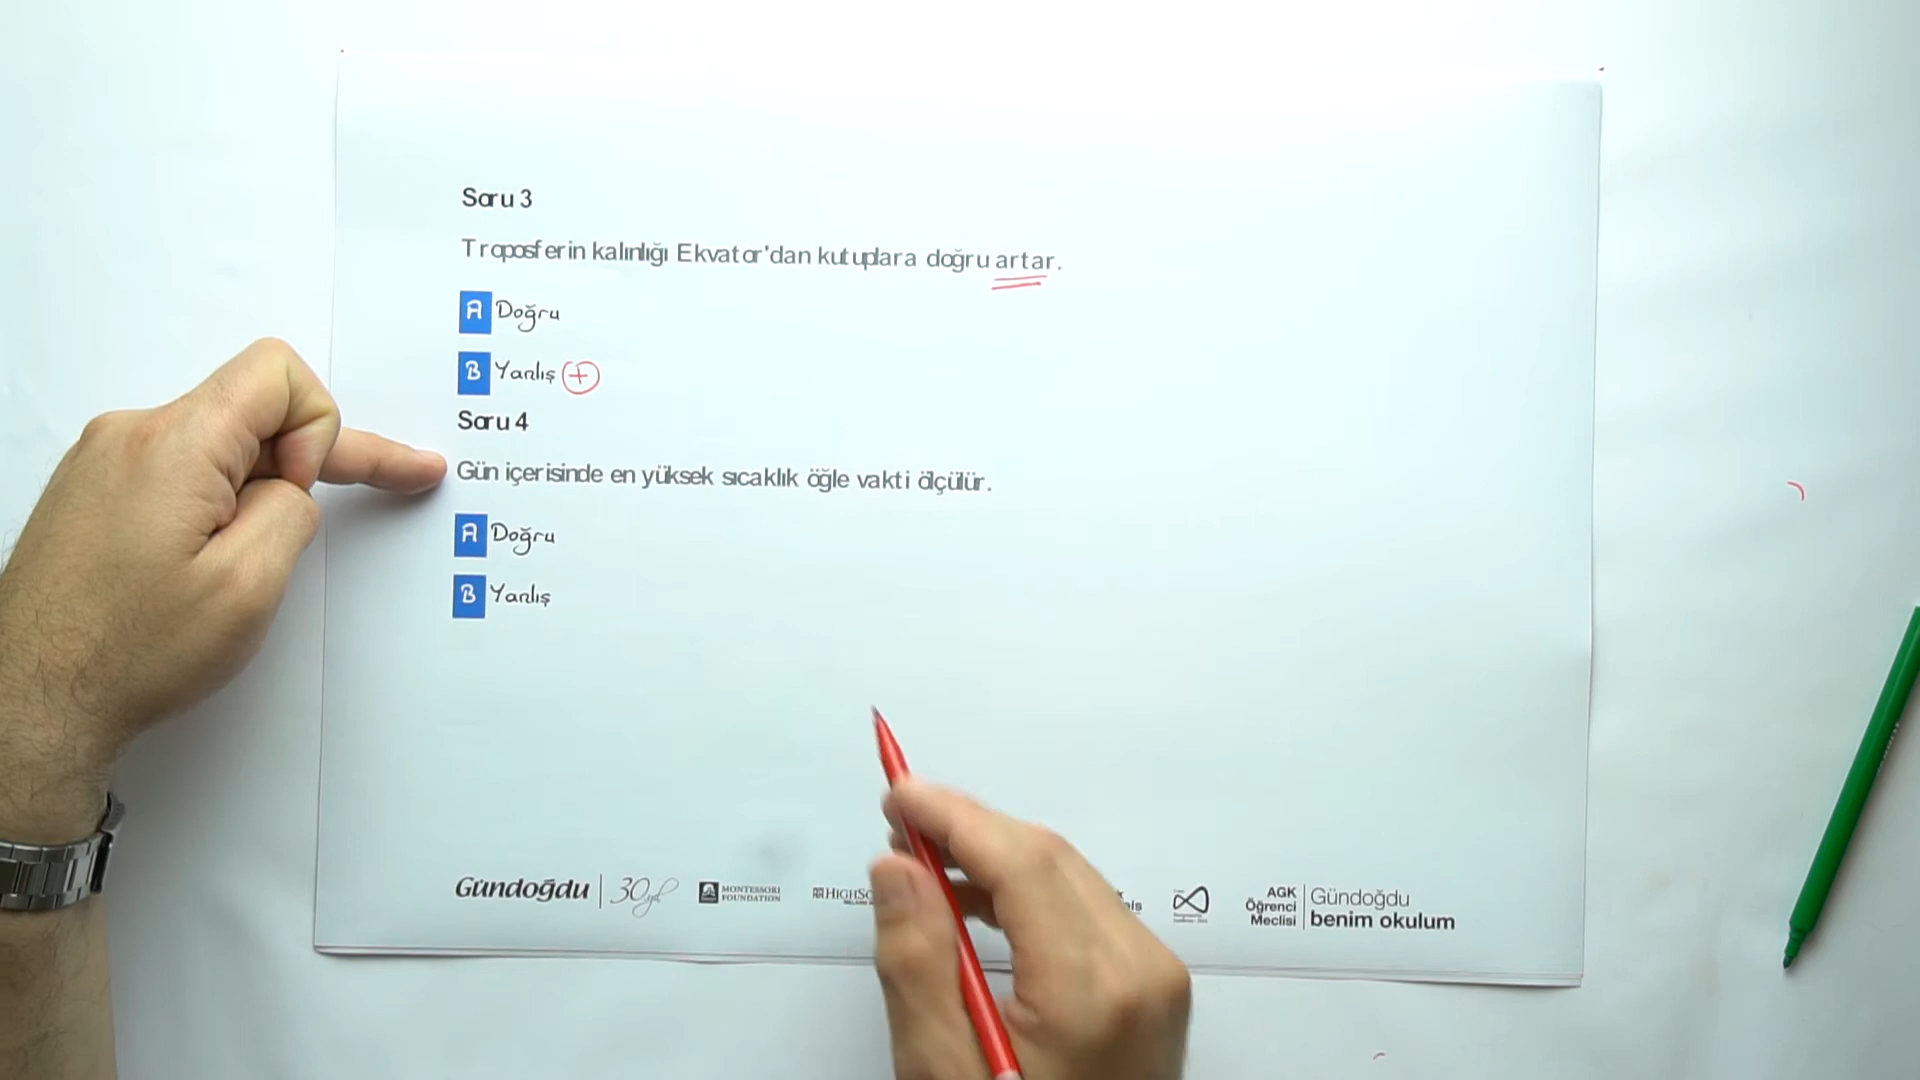 Soru 3
Troposferin kalınlığı Ekvator'dan kutuplara doğru artar.
A Doğru
B Yanlış +
Soru 4
Gün içerisinde en yüksek sıcaklık öğle vakti ölçülür.
A Doğru
B Yanlış
Gündoğdu 30.yıl MONTESSORI FOUNDATION
AGK Öğrenci Meclisi
Gündoğdu benim okulum